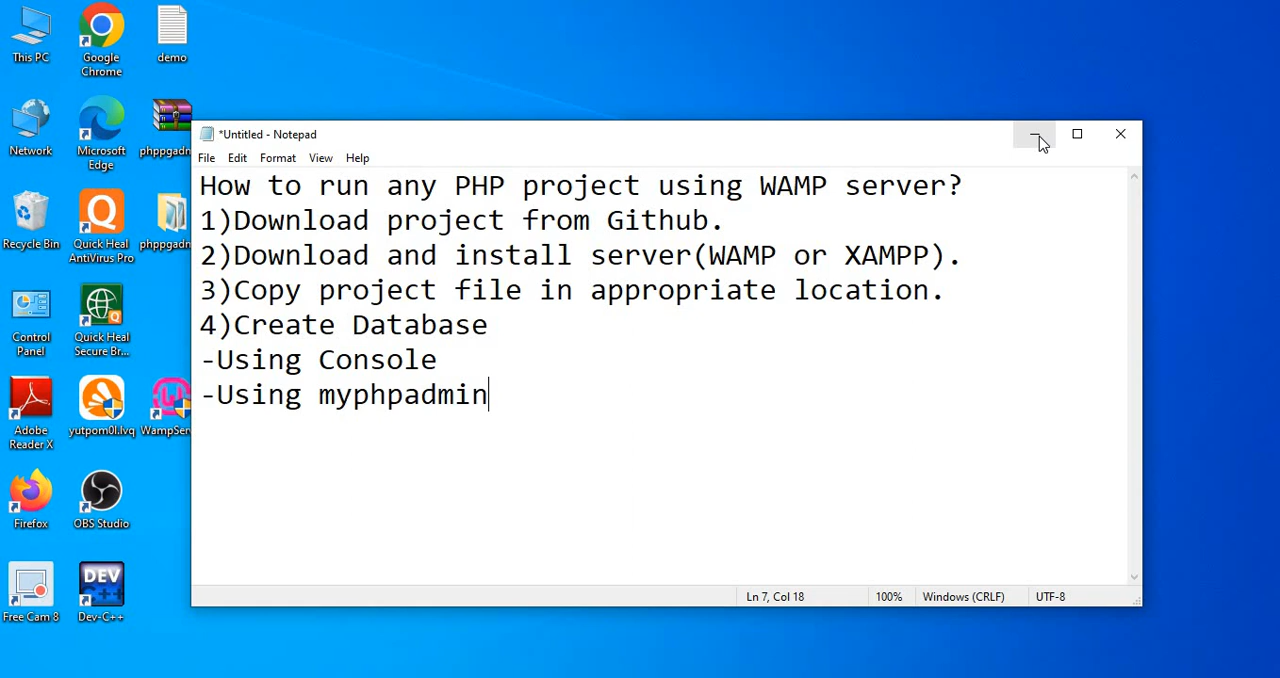 This PC
Google
Chrome
demo
Network
Microsoft
Edge
phppgadm
Recycle Bin
Quick Heal
AntiVirus Pro
phppgadm
Control
Panel
Quick Heal
Secure Br...
Adobe
Reader X
yutpom0l.lvq
WampSer
Firefox
OBS Studio
Free Cam 8
DEV
C++
Dev-C++
*Untitled - Notepad
File Edit Format View Help
How to run any PHP project using WAMP server?
1)Download project from Github.
2)Download and install server(WAMP or XAMPP).
3)Copy project file in appropriate location.
4)Create Database
-Using Console
-Using myphpadmin
Ln 7, Col 18 100% Windows (CRLF) UTF-8